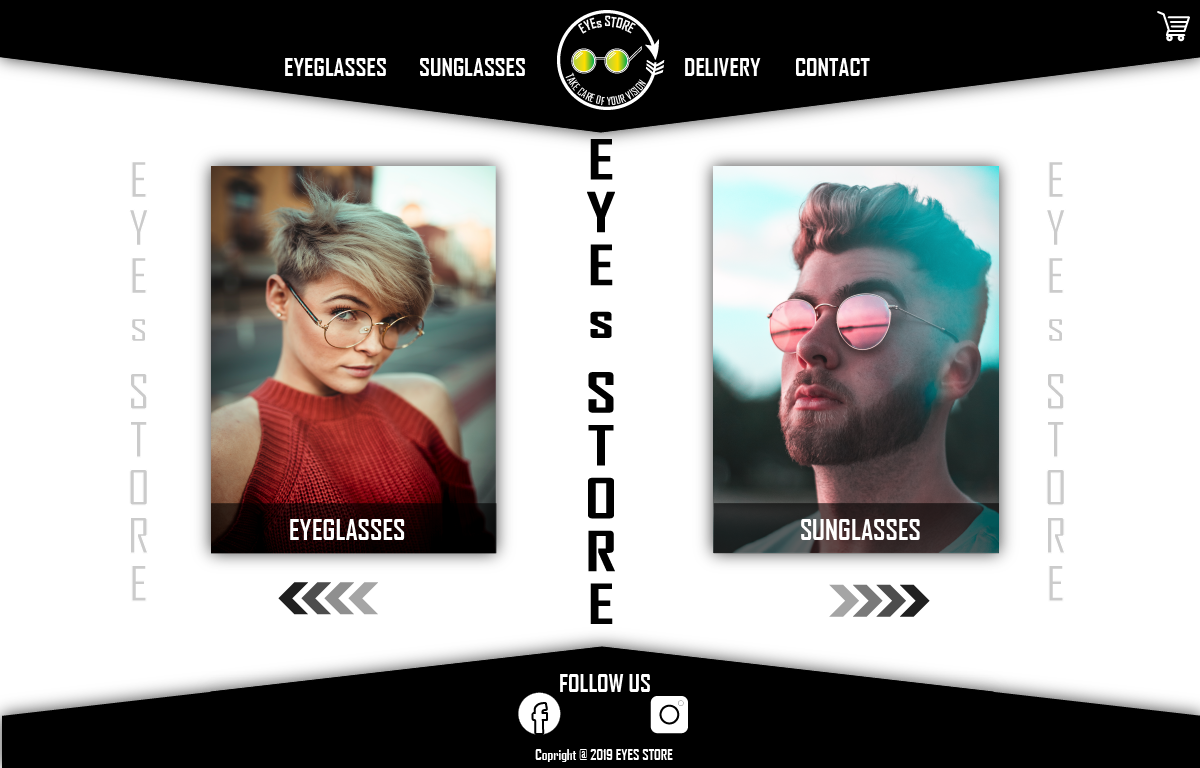 EYEGLASSES
SUNGLASSES
EYEs STORE
TAKE CARE OF YOUR VISION
DELIVERY
CONTACT
EYEs STORE
EYEs STORE
EYEs STORE
EYEGLASSES
SUNGLASSES
FOLLOW US
Copright @ 2019 EYES STORE